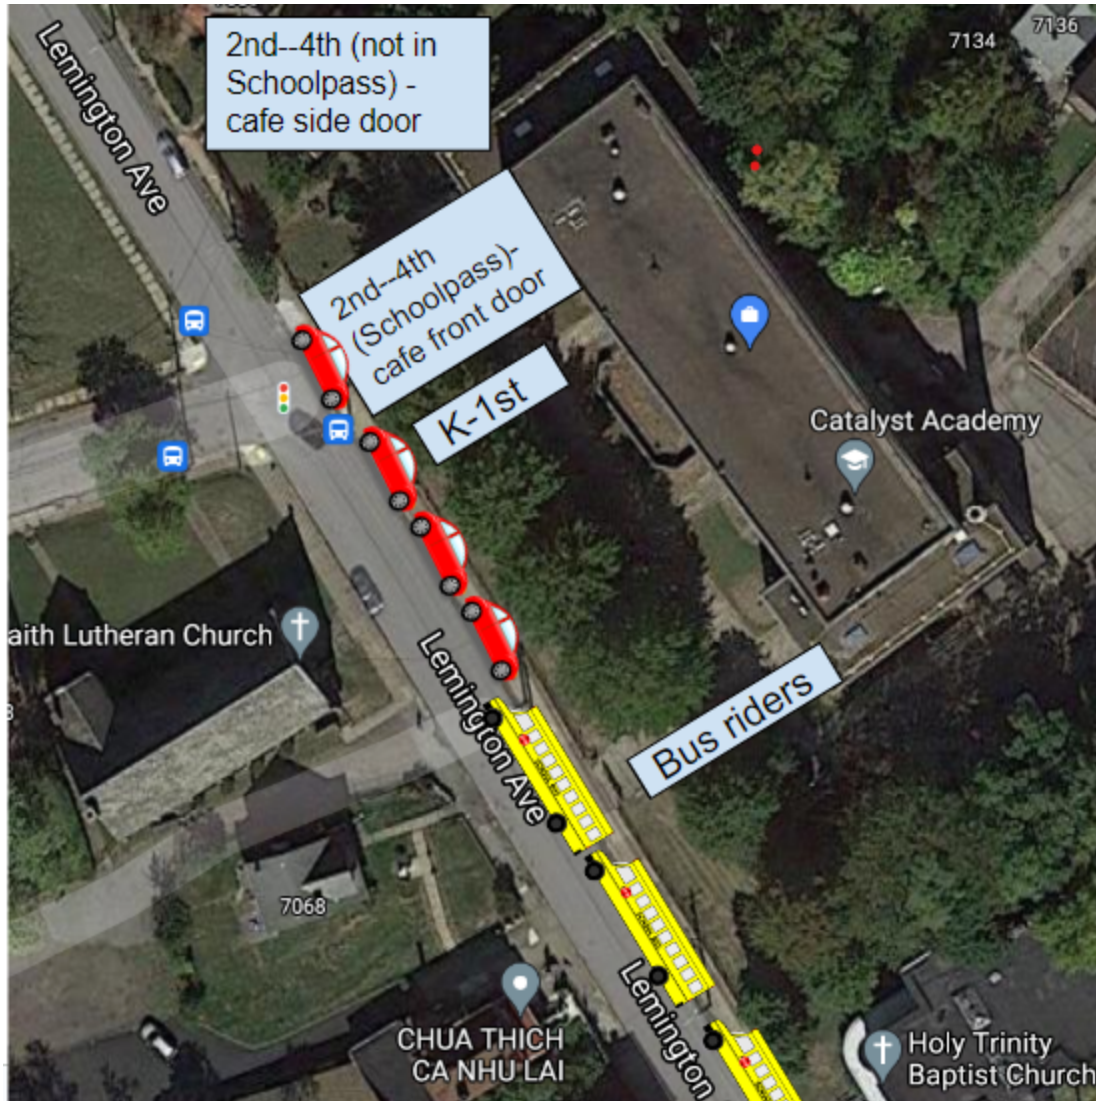 Lemington Ave
2nd--4th (not in
Schoolpass) -
cafe side door
7134
7136
2nd--4th
(Schoolpass)-
cafe front door
K-1st
Catalyst Academy
aith Lutheran Church
Lemington Ave
Bus riders
7068
Lemington
CHUA THICH
CA NHU LAI
Holy Trinity
Baptist Church